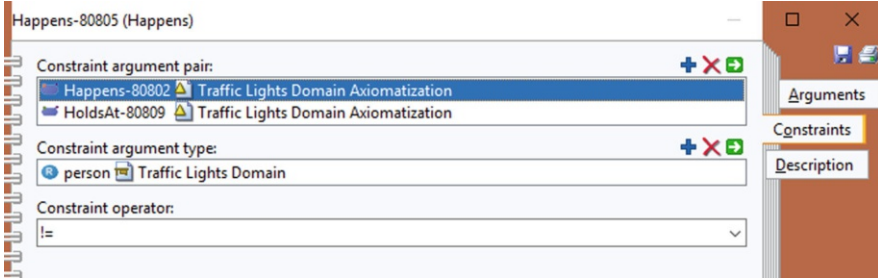 Happens-80805 (Happens)
Constraint argument pair:
Happens-80802 Traffic Lights Domain Axiomatization
HoldsAt-80809 Traffic Lights Domain Axiomatization
Constraint argument type:
R person Traffic Lights Domain
Constraint operator:
!=
Arguments
Constraints
Description